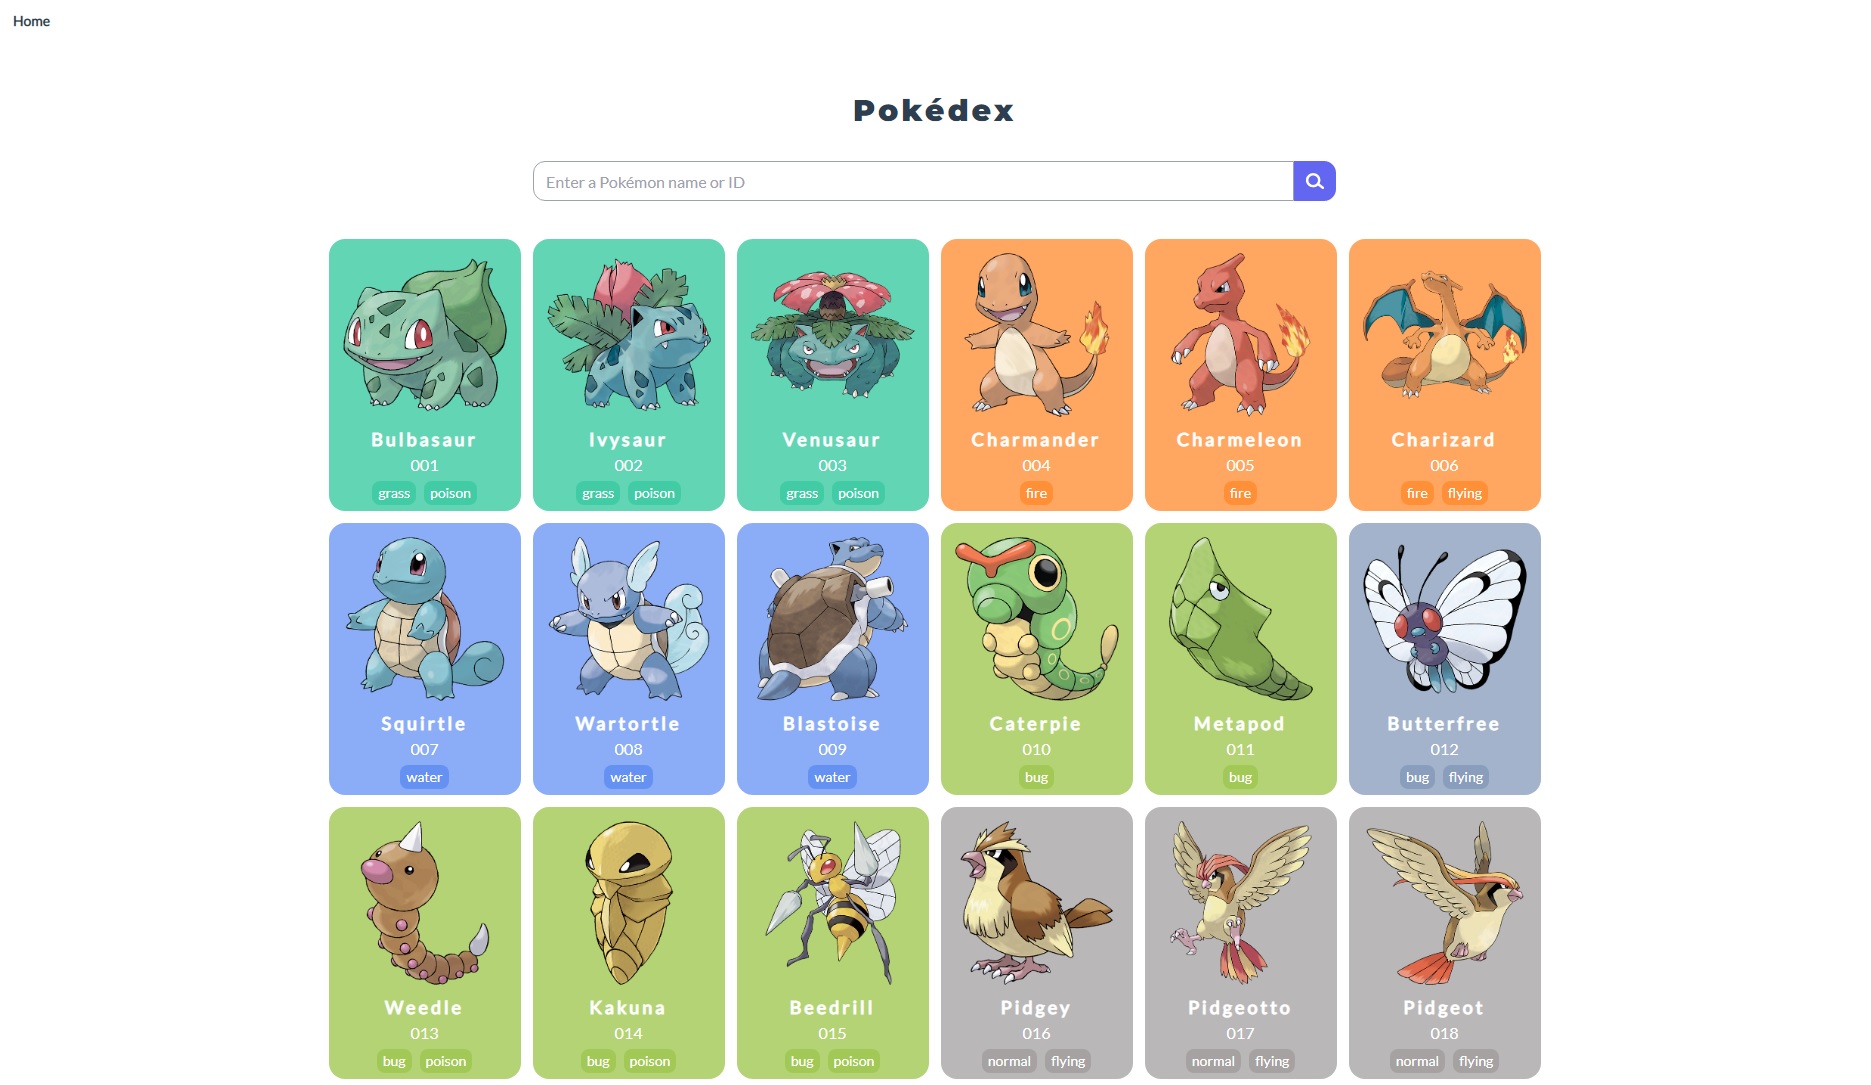 Home
Pokédex
Enter a Pokémon name or ID
Bulbasaur
001
grass poison
Ivysaur
002
grass poison
Venusaur
003
grass poison
Charmander
004
fire
Charmeleon
005
fire
Charizard
006
fire flying
Squirtle
007
water
Wartortle
008
water
Blastoise
009
water
Caterpie
010
bug
Metapod
011
bug
Butterfree
012
bug flying
Weedle
013
bug poison
Kakuna
014
bug poison
Beedrill
015
bug poison
Pidgey
016
normal flying
Pidgeotto
017
normal flying
Pidgeot
018
normal flying